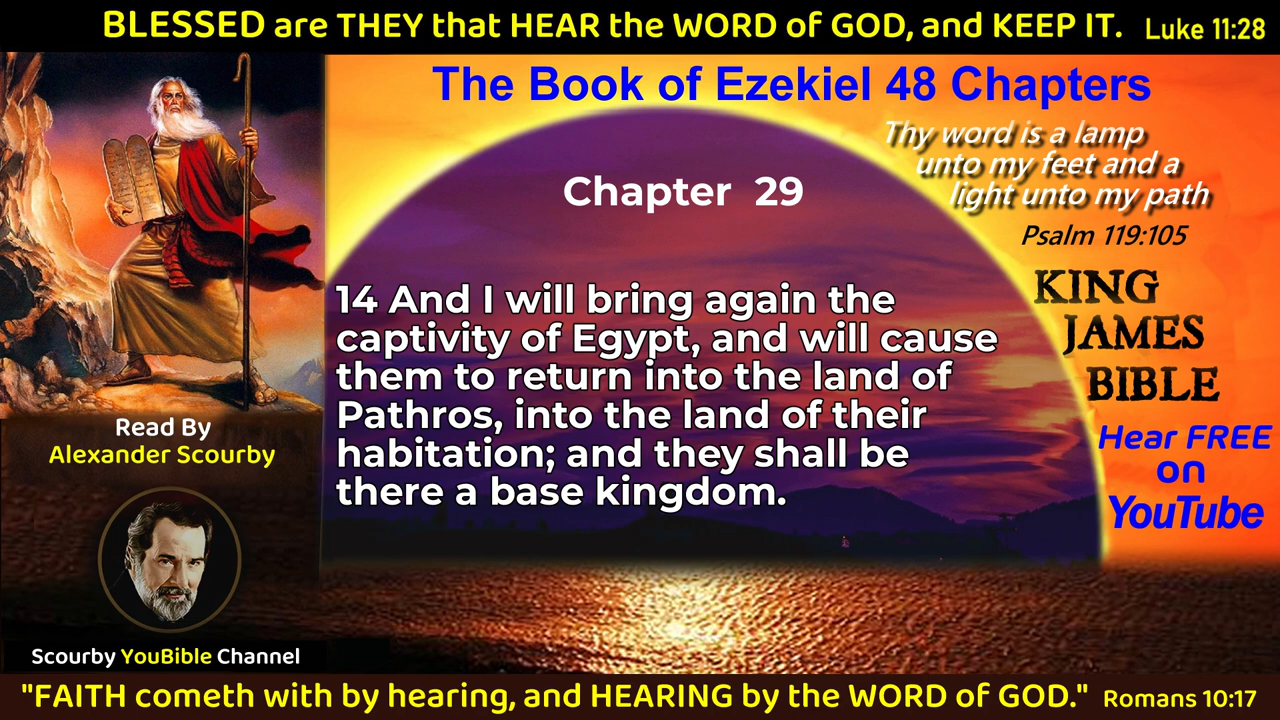 BLESSED are THEY that HEAR the WORD of GOD, and KEEP IT. Luke 11:28
The Book of Ezekiel 48 Chapters
Thy word is a lamp
unto my feet and a
light unto my path
Psalm 119:105
Chapter 29
14 And I will bring again the
captivity of Egypt, and will cause
them to return into the land of
Pathros, into the land of their
habitation; and they shall be
there a base kingdom.
KING
JAMES
BIBLE
Hear FREE
on
YouTube
Read By
Alexander Scourby
Scourby YouBible Channel
"FAITH cometh with by hearing, and HEARING by the WORD of GOD." Romans 10:17